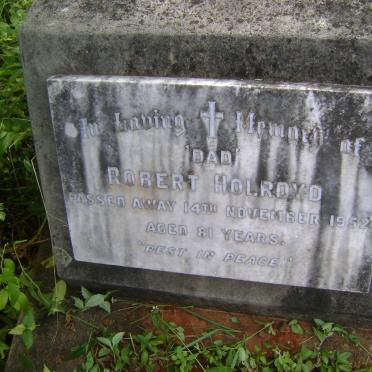 In Loving Memory of
'DAD'
ROBERT HOLROYD
PASSED AWAY 14TH NOVEMBER 1952
AGED 81 YEARS.
"REST IN PEACE."